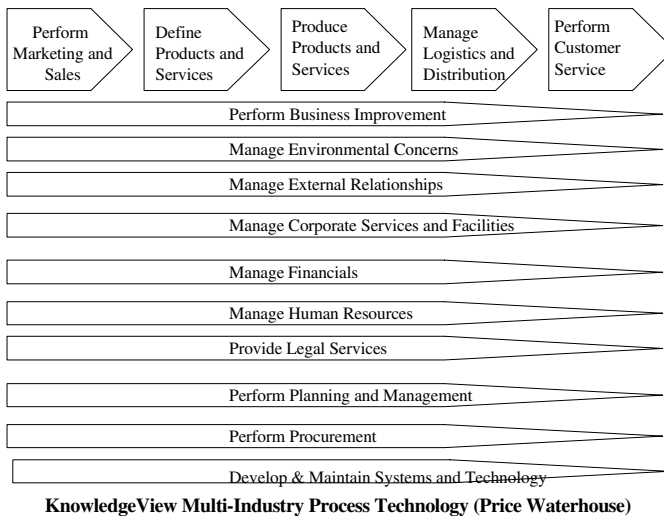 Perform
Marketing and
Sales
Define
Products and
Services
Produce
Products and
Services
Manage
Logistics and
Distribution
Perform
Customer
Service
Perform Business Improvement
Manage Environmental Concerns
Manage External Relationships
Manage Corporate Services and Facilities
Manage Financials
Manage Human Resources
Provide Legal Services
Perform Planning and Management
Perform Procurement
Develop & Maintain Systems and Technology
KnowledgeView Multi-Industry Process Technology (Price Waterhouse)